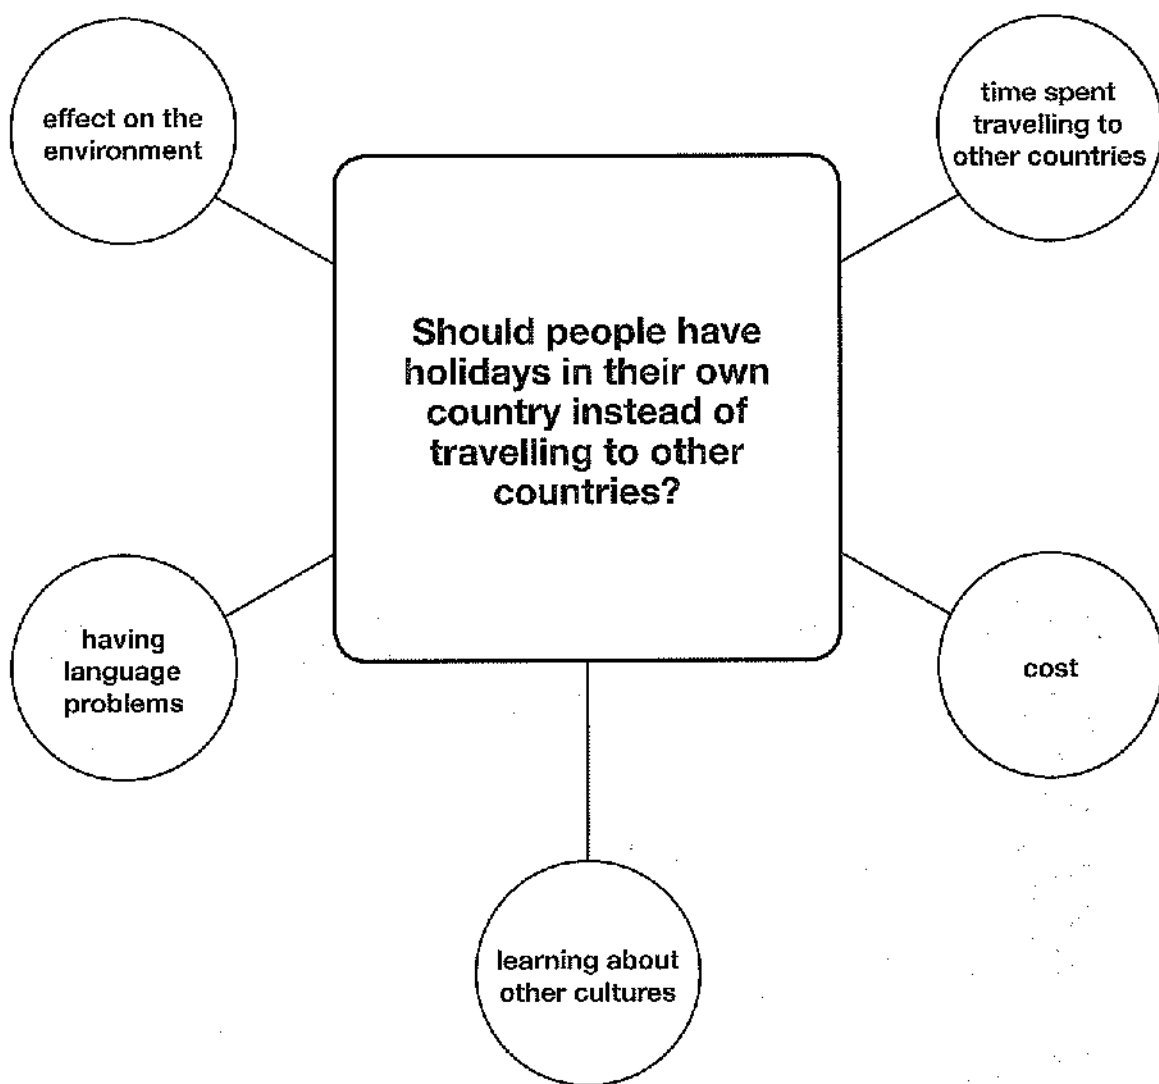 effect on the
environment
time spent
travelling to
other countries
Should people have
holidays in their own
country instead of
travelling to other
countries?
having
language
problems
cost
learning about
other cultures